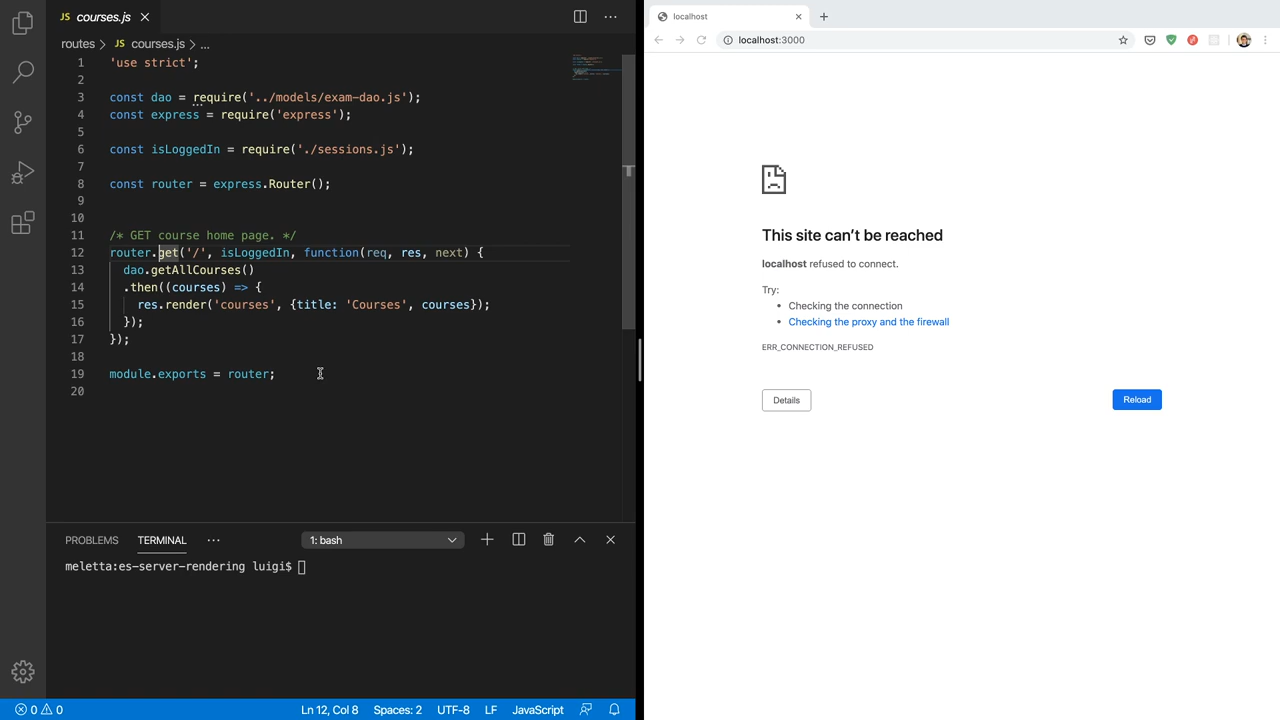 JS courses.js
routes > JS courses.js > ...
1 'use strict';
2
3 const dao = require('../models/exam-dao.js');
4 const express = require('express');
5
6 const isLoggedIn = require('./sessions.js');
7
8 const router = express.Router();
9
10
11 /* GET course home page. */
12 router.get('/', isLoggedIn, function(req, res, next) {
13   dao.getAllCourses()
14   .then((courses) => {
15     res.render('courses', {title: 'Courses', courses});
16   });
17 });
18
19 module.exports = router;
20
PROBLEMS TERMINAL ... 1: bash
meletta:es-server-rendering luigi$
0 0 Ln 12, Col 8 Spaces: 2 UTF-8 LF JavaScript
localhost
localhost:3000
This site can't be reached
localhost refused to connect.
Try:
• Checking the connection
• Checking the proxy and the firewall
ERR_CONNECTION_REFUSED
Details Reload